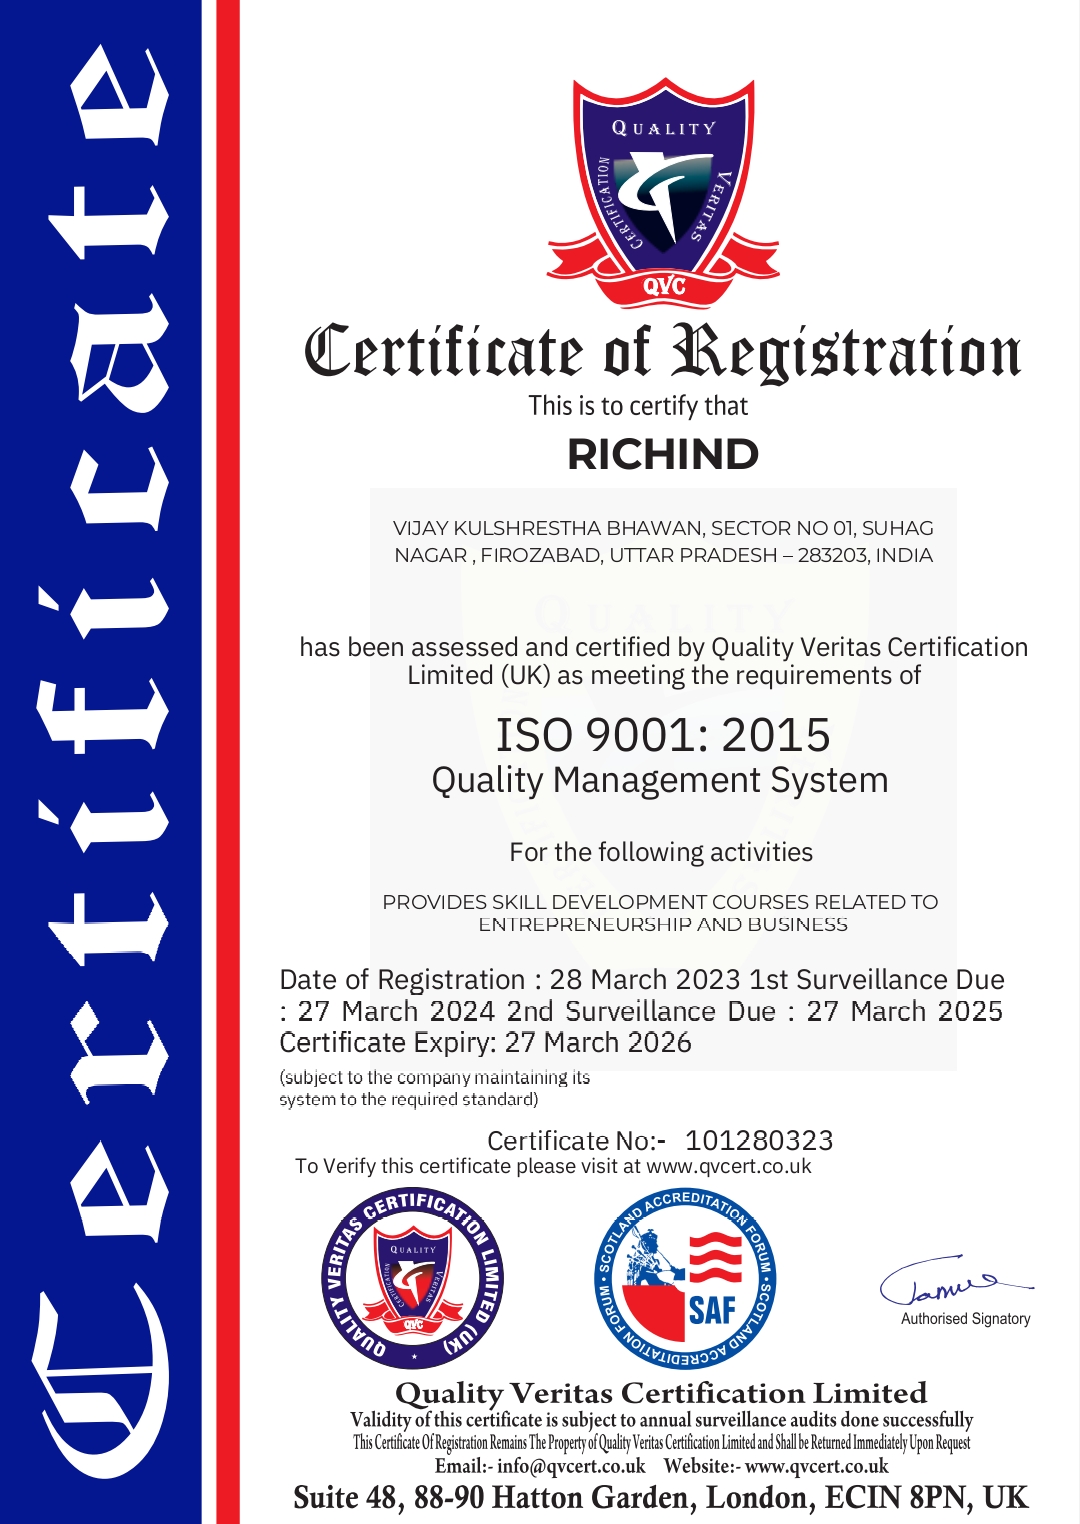 Certificate
QUALITY
CERTIFICATION
VERITAS
QVC
Certificate of Registration
This is to certify that
RICHIND
VIJAY KULSHRESTHA BHAWAN, SECTOR NO 01, SUHAG
NAGAR , FIROZABAD, UTTAR PRADESH – 283203, INDIA
QUALITY
has been assessed and certified by Quality Veritas Certification
Limited (UK) as meeting the requirements of
ISO 9001: 2015
Quality Management System
For the following activities
PROVIDES SKILL DEVELOPMENT COURSES RELATED TO
ENTREPRENEURSHIP AND BUSINESS
Date of Registration : 28 March 2023 1st Surveillance Due
: 27 March 2024 2nd Surveillance Due : 27 March 2025
Certificate Expiry: 27 March 2026
(subject to the company maintaining its
system to the required standard)
Certificate No:- 101280323
To Verify this certificate please visit at www.qvcert.co.uk
QUALITY VERITAS CERTIFICATION LIMITED (UK)
QUALITY
CERTIFICATION
VERITAS
QVC
SCOTLAND ACCREDITATION FORUM • SCOTLAND ACCREDITATION FORUM •
SAF
Authorised Signatory
Quality Veritas Certification Limited
Validity of this certificate is subject to annual surveillance audits done successfully
This Certificate Of Registration Remains The Property of Quality Veritas Certification Limited and Shall be Returned Immediately Upon Request
Email:- info@qvcert.co.uk Website:- www.qvcert.co.uk
Suite 48, 88-90 Hatton Garden, London, ECIN 8PN, UK